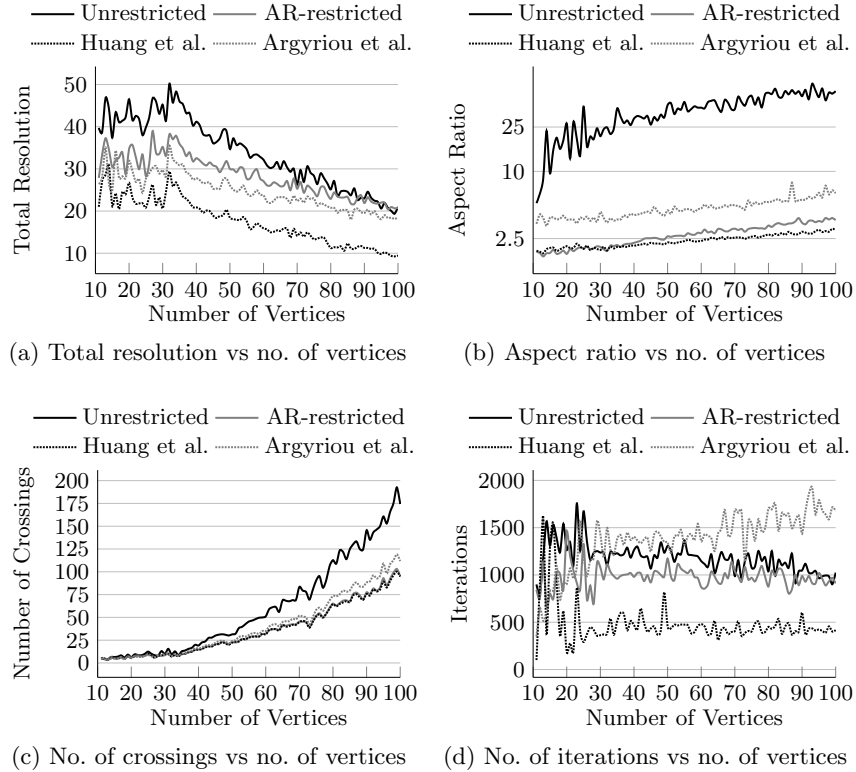 Unrestricted AR-restricted
Huang et al. Argyriou et al.
Total Resolution
50
40
30
20
10
10 20 30 40 50 60 70 80 90 100
Number of Vertices
(a) Total resolution vs no. of vertices
Unrestricted AR-restricted
Huang et al. Argyriou et al.
Aspect Ratio
25
10
2.5
10 20 30 40 50 60 70 80 90 100
Number of Vertices
(b) Aspect ratio vs no. of vertices
Unrestricted AR-restricted
Huang et al. Argyriou et al.
Number of Crossings
200
175
150
125
100
75
50
25
0
10 20 30 40 50 60 70 80 90 100
Number of Vertices
(c) No. of crossings vs no. of vertices
Unrestricted AR-restricted
Huang et al. Argyriou et al.
Iterations
2000
1500
1000
500
0
10 20 30 40 50 60 70 80 90 100
Number of Vertices
(d) No. of iterations vs no. of vertices